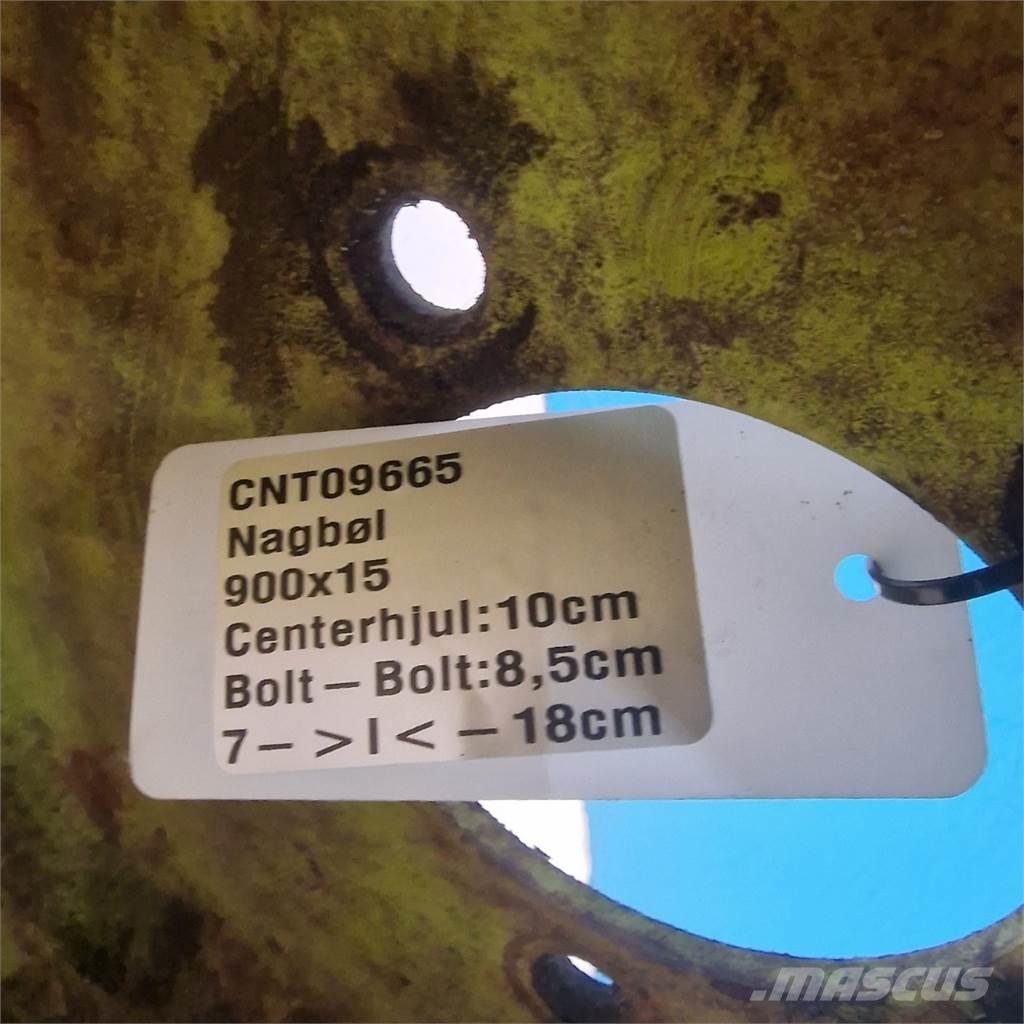 CNT09665
Nagbøl
900x15
Centerhjul:10cm
Bolt–Bolt:8,5cm
7– >I< –18cm
.MASCUS